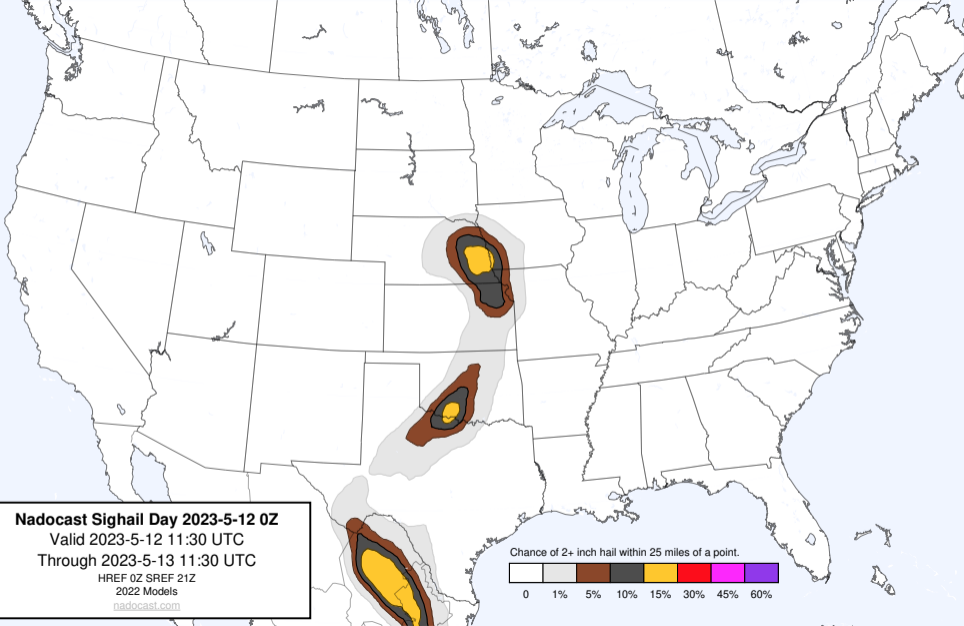 Nadocast Sighail Day 2023-5-12 0Z
Valid 2023-5-12 11:30 UTC
Through 2023-5-13 11:30 UTC
HREF 0Z SREF 21Z
2022 Models
nadocast.com
Chance of 2+ inch hail within 25 miles of a point.
0 1% 5% 10% 15% 30% 45% 60%